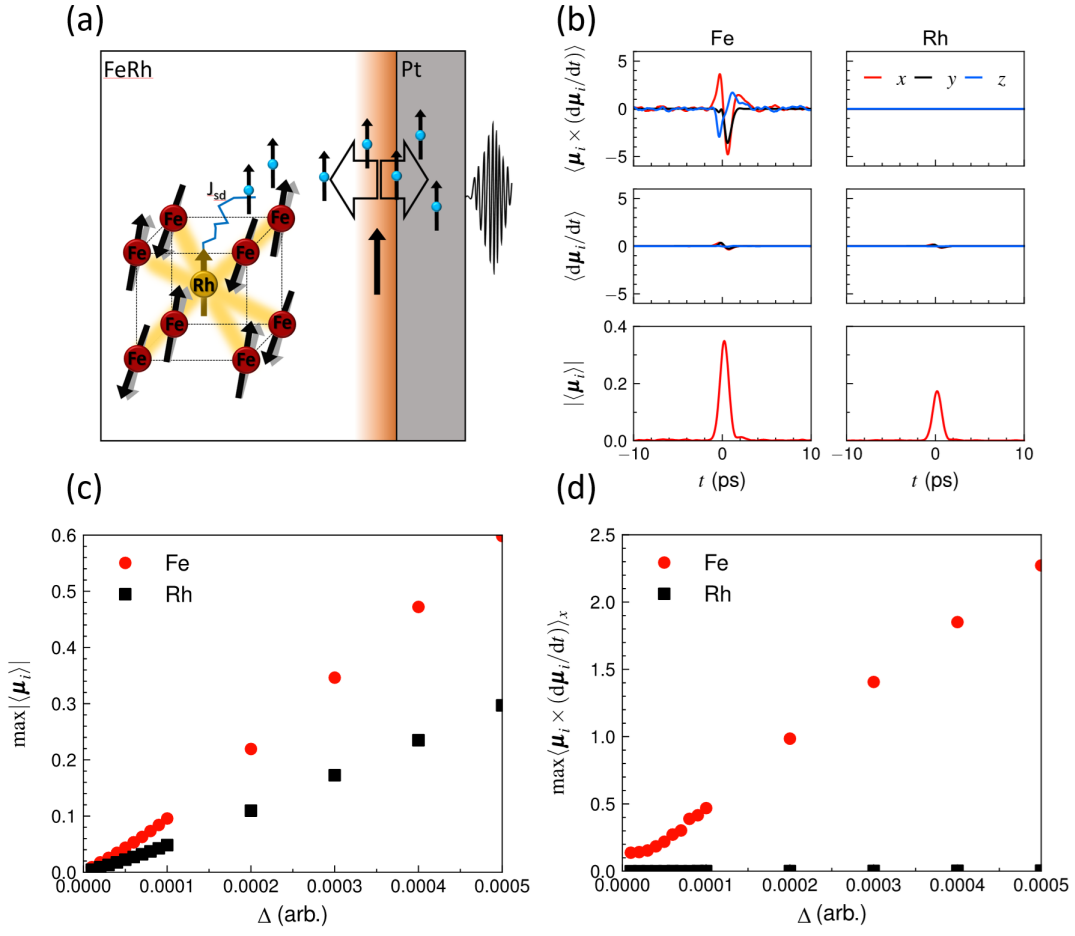 (a)
FeRh
Pt
J_sd
Fe
Fe
Fe
Fe
Rh
Fe
Fe
Fe
Fe
(b)
Fe
Rh
⟨𝝁_i × (d𝝁_i/dt)⟩
5
0
−5
x
y
z
⟨d𝝁_i/dt⟩
5
0
−5
|⟨𝝁_i⟩|
0.4
0.2
0.0
−10
0
10
−10
0
10
t (ps)
t (ps)
(c)
max|⟨𝝁_i⟩|
0.6
0.5
0.4
0.3
0.2
0.1
0.0
Fe
Rh
0.0000
0.0001
0.0002
0.0003
0.0004
0.0005
Δ (arb.)
(d)
max⟨𝝁_i × (d𝝁_i/dt)⟩_x
2.5
2.0
1.5
1.0
0.5
0.0
Fe
Rh
0.0000
0.0001
0.0002
0.0003
0.0004
0.0005
Δ (arb.)